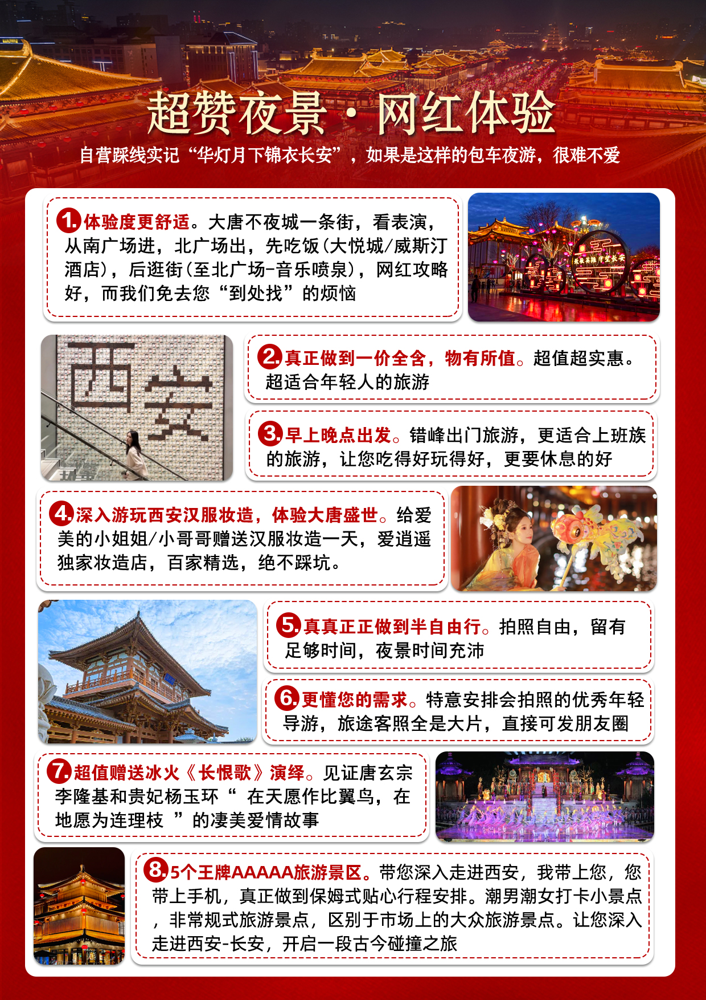 超赞夜景·网红体验
自营踩线实记“华灯月下锦衣长安”，如果是这样的包车夜游，很难不爱
1.体验度更舒适。大唐不夜城一条街，看表演，
从南广场进，北广场出，先吃饭(大悦城/威斯汀
酒店)，后逛街(至北广场-音乐喷泉)，网红攻略
好，而我们免去您“到处找”的烦恼
守望长安
西安
2.真正做到一价全含，物有所值。超值超实惠。
超适合年轻人的旅游
3.早上晚点出发。错峰出门旅游，更适合上班族
的旅游，让您吃得好玩得好，更要休息的好
故事
4.深入游玩西安汉服妆造，体验大唐盛世。给爱
美的小姐姐/小哥哥赠送汉服妆造一天，爱逍遥
独家妆造店，百家精选，绝不踩坑。
5.真真正正做到半自由行。拍照自由，留有
足够时间，夜景时间充沛
6.更懂您的需求。特意安排会拍照的优秀年轻
导游，旅途客照全是大片，直接可发朋友圈
7.超值赠送冰火《长恨歌》演绎。见证唐玄宗
李隆基和贵妃杨玉环“ 在天愿作比翼鸟，在
地愿为连理枝 ”的凄美爱情故事
8.5个王牌AAAAA旅游景区。带您深入走进西安，我带上您，您
带上手机，真正做到保姆式贴心行程安排。潮男潮女打卡小景点
，非常规式旅游景点，区别于市场上的大众旅游景点。让您深入
走进西安-长安，开启一段古今碰撞之旅